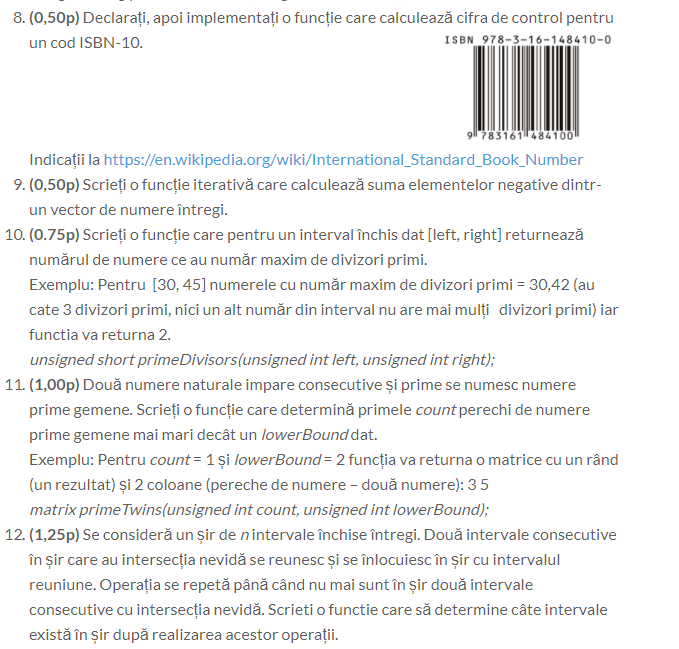 8. (0,50p) Declarați, apoi implementați o funcție care calculează cifra de control pentru
un cod ISBN-10.
ISBN 978-3-16-148410-0
9 783161 484100
Indicații la https://en.wikipedia.org/wiki/International_Standard_Book_Number
9. (0,50p) Scrieți o funcție iterativă care calculează suma elementelor negative dintr-
un vector de numere întregi.
10. (0.75p) Scrieți o funcție care pentru un interval închis dat [left, right] returnează
numărul de numere ce au număr maxim de divizori primi.
Exemplu: Pentru [30, 45] numerele cu număr maxim de divizori primi = 30,42 (au
cate 3 divizori primi, nici un alt număr din interval nu are mai mulți divizori primi) iar
functia va returna 2.
unsigned short primeDivisors(unsigned int left, unsigned int right);
11. (1,00p) Două numere naturale impare consecutive și prime se numesc numere
prime gemene. Scrieți o funcție care determină primele count perechi de numere
prime gemene mai mari decât un lowerBound dat.
Exemplu: Pentru count = 1 și lowerBound = 2 funcția va returna o matrice cu un rând
(un rezultat) și 2 coloane (pereche de numere – două numere): 3 5
matrix primeTwins(unsigned int count, unsigned int lowerBound);
12. (1,25p) Se consideră un șir de n intervale închise întregi. Două intervale consecutive
în șir care au intersecția nevidă se reunesc și se înlocuiesc în șir cu intervalul
reuniune. Operația se repetă până când nu mai sunt în șir două intervale
consecutive cu intersecția nevidă. Scrieti o functie care să determine câte intervale
există în șir după realizarea acestor operații.